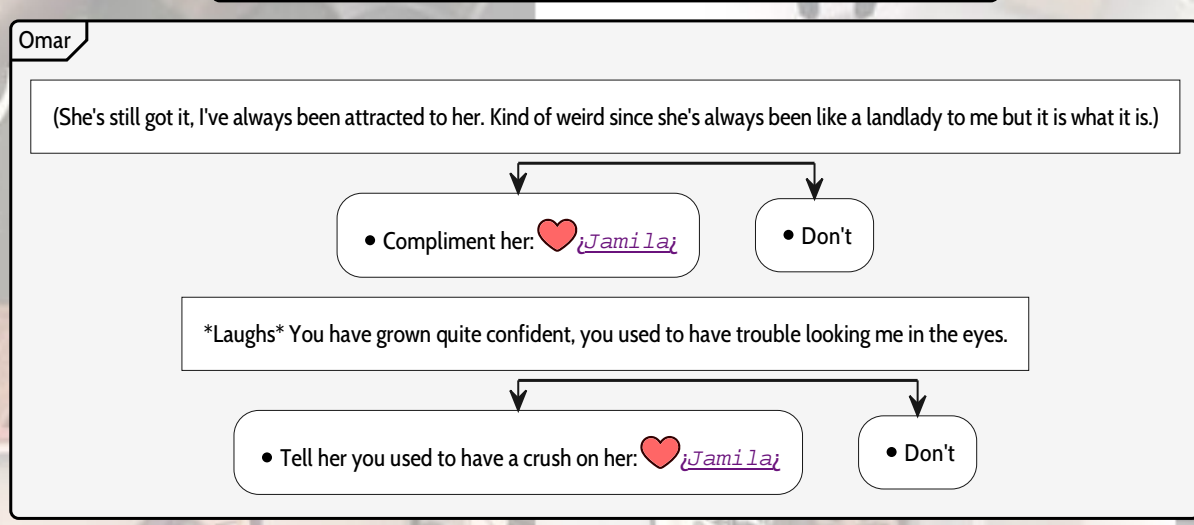 Omar
(She's still got it, I've always been attracted to her. Kind of weird since she's always been like a landlady to me but it is what it is.)
• Compliment her: ¡Jamila¡
• Don't
*Laughs* You have grown quite confident, you used to have trouble looking me in the eyes.
• Tell her you used to have a crush on her: ¡Jamila¡
• Don't